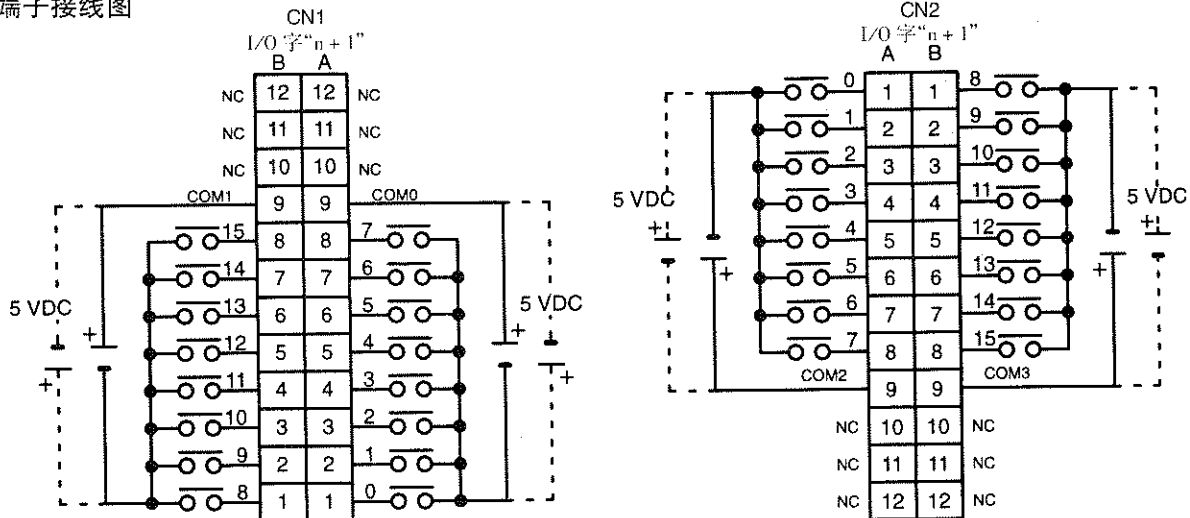 端子接线图
CN1
I/O 字“n + 1”
B A
NC 12 12 NC
NC 11 11 NC
NC 10 10 NC
COM1 9 9 COM0
15 8 8 7
14 7 7 6
13 6 6 5
12 5 5 4
11 4 4 3
10 3 3 2
9 2 2 1
8 1 1 0
5 VDC
+
+
5 VDC
+
+
CN2
I/O 字“n + 1”
A B
0 1 1 8
1 2 2 9
2 3 3 10
3 4 4 11
4 5 5 12
5 6 6 13
6 7 7 14
7 8 8 15
COM2 9 9 COM3
NC 10 10 NC
NC 11 11 NC
NC 12 12 NC
5 VDC
+
+
5 VDC
+
+